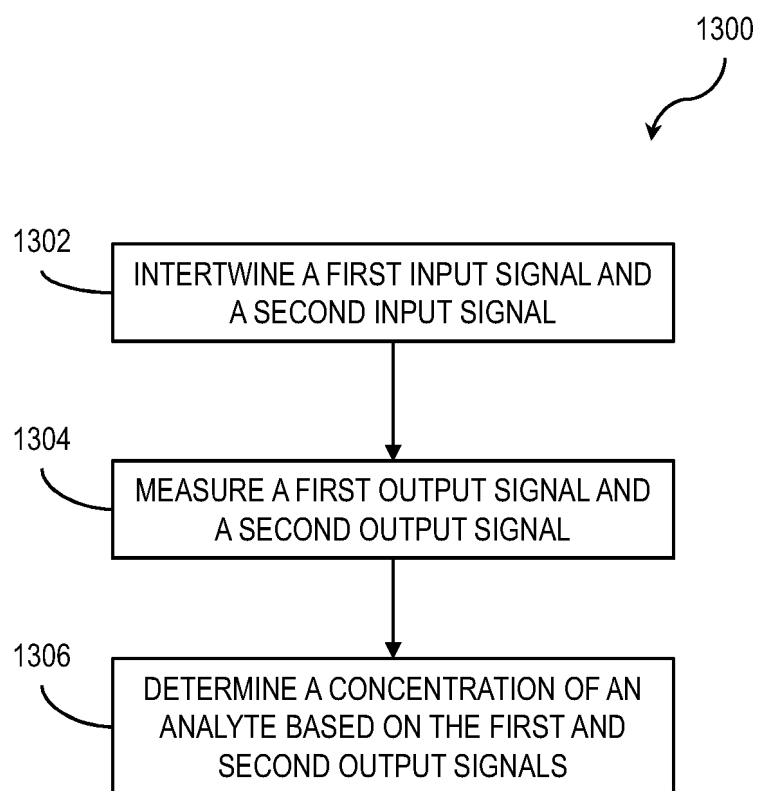 1300
1302
INTERTWINE A FIRST INPUT SIGNAL AND
A SECOND INPUT SIGNAL
1304
MEASURE A FIRST OUTPUT SIGNAL AND
A SECOND OUTPUT SIGNAL
1306
DETERMINE A CONCENTRATION OF AN
ANALYTE BASED ON THE FIRST AND
SECOND OUTPUT SIGNALS